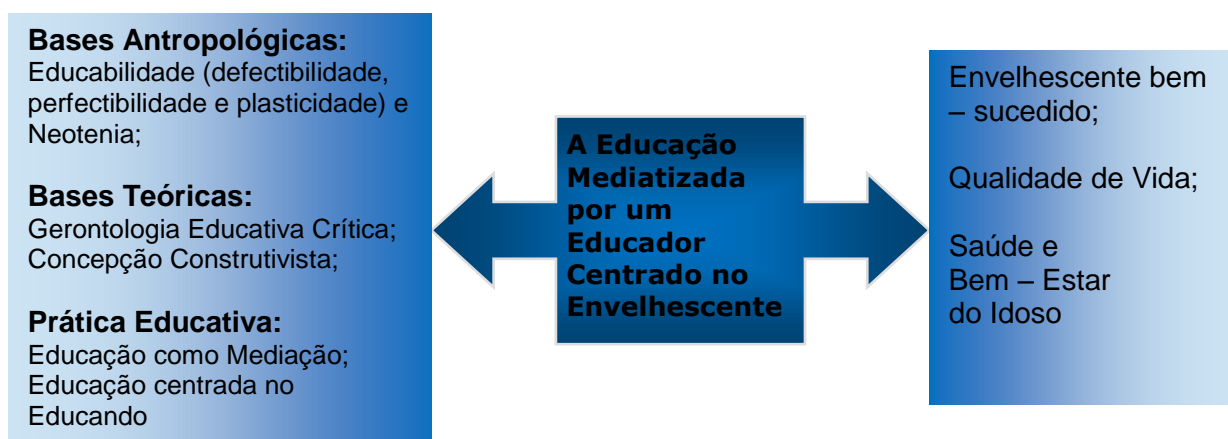 Bases Antropológicas:
Educabilidade (defectibilidade,
perfectibilidade e plasticidade) e
Neotenia;
Bases Teóricas:
Gerontologia Educativa Crítica;
Concepção Construtivista;
Prática Educativa:
Educação como Mediação;
Educação centrada no
Educando
A Educação
Mediatizada
por um
Educador
Centrado no
Envelhescente
Envelhescente bem
– sucedido;
Qualidade de Vida;
Saúde e
Bem – Estar
do Idoso